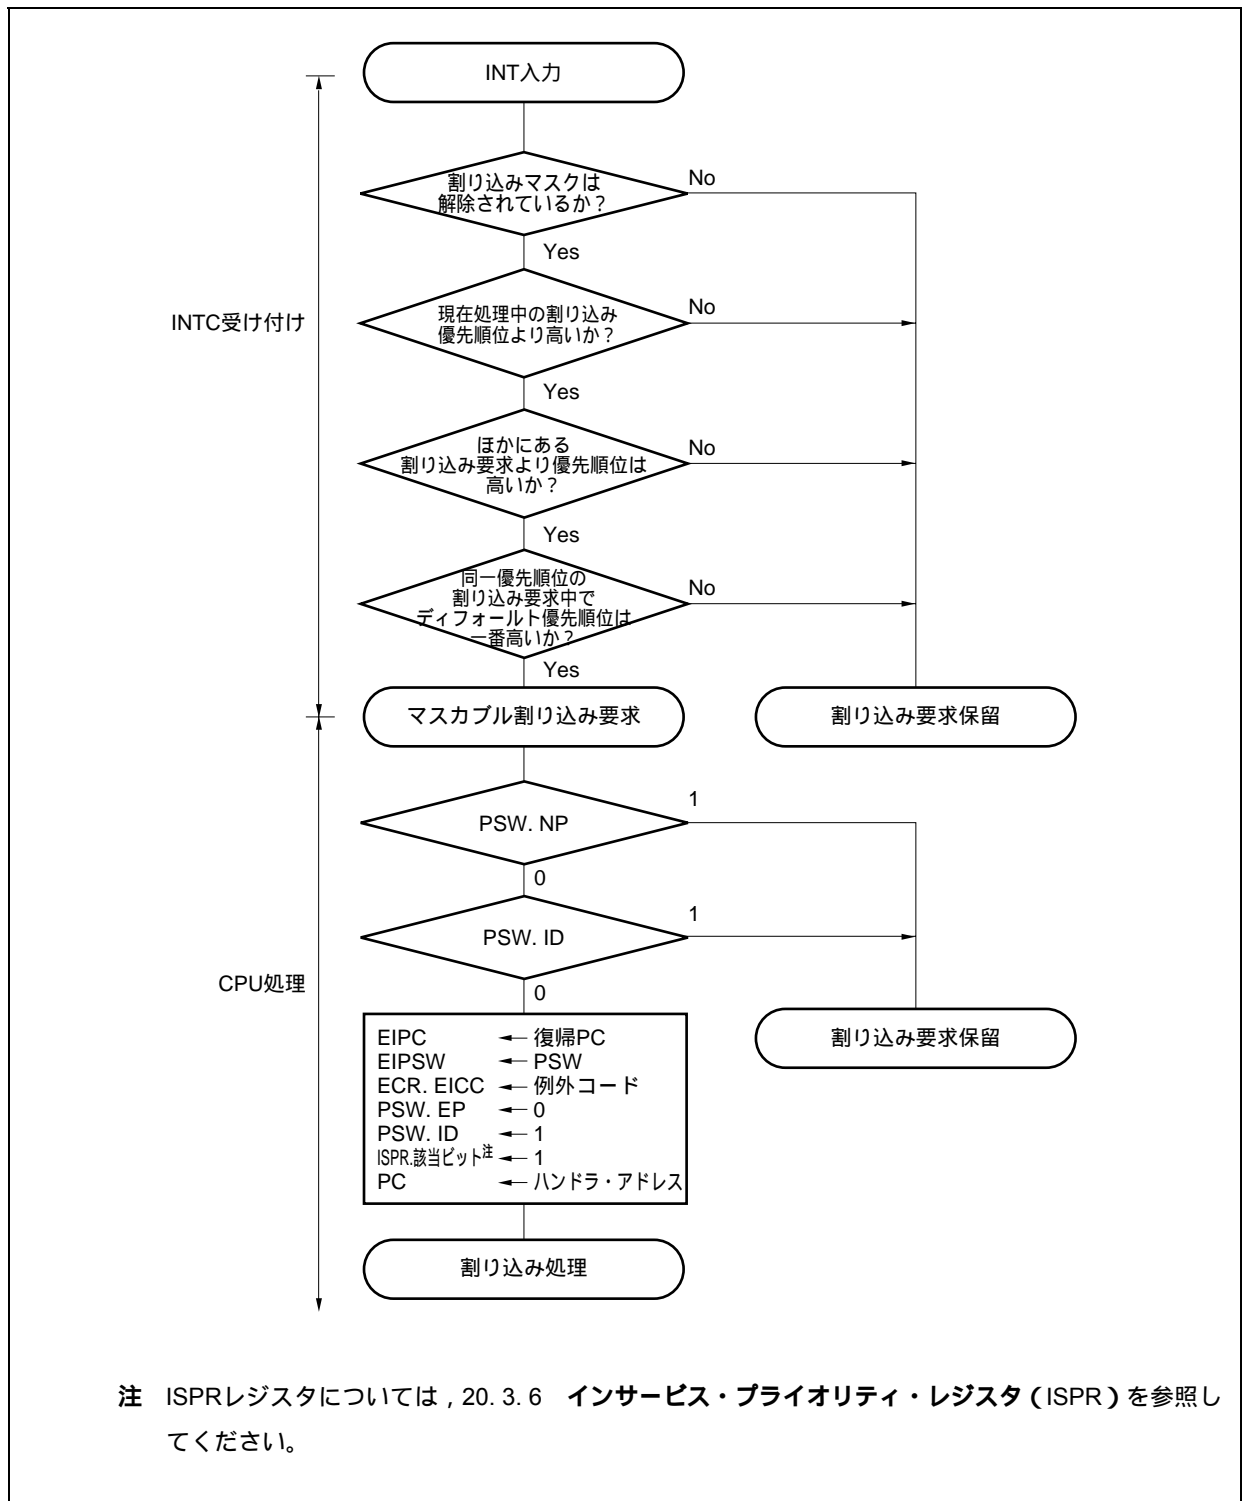 INT入力
割り込みマスクは
解除されているか？
No
Yes
現在処理中の割り込み
優先順位より高いか？
No
INTC受け付け
Yes
ほかにある
割り込み要求より優先順位は
高いか？
No
Yes
同一優先順位の
割り込み要求中で
ディフォールト優先順位は
一番高いか？
No
Yes
マスカブル割り込み要求
割り込み要求保留
PSW. NP
1
0
PSW. ID
1
0
CPU処理
割り込み要求保留
EIPC ← 復帰PC
EIPSW ← PSW
ECR. EICC ← 例外コード
PSW. EP ← 0
PSW. ID ← 1
ISPR.該当ビット注 ← 1
PC ← ハンドラ・アドレス
割り込み処理
注 ISPRレジスタについては，20. 3. 6 インサービス・プライオリティ・レジスタ（ISPR）を参照し
てください。